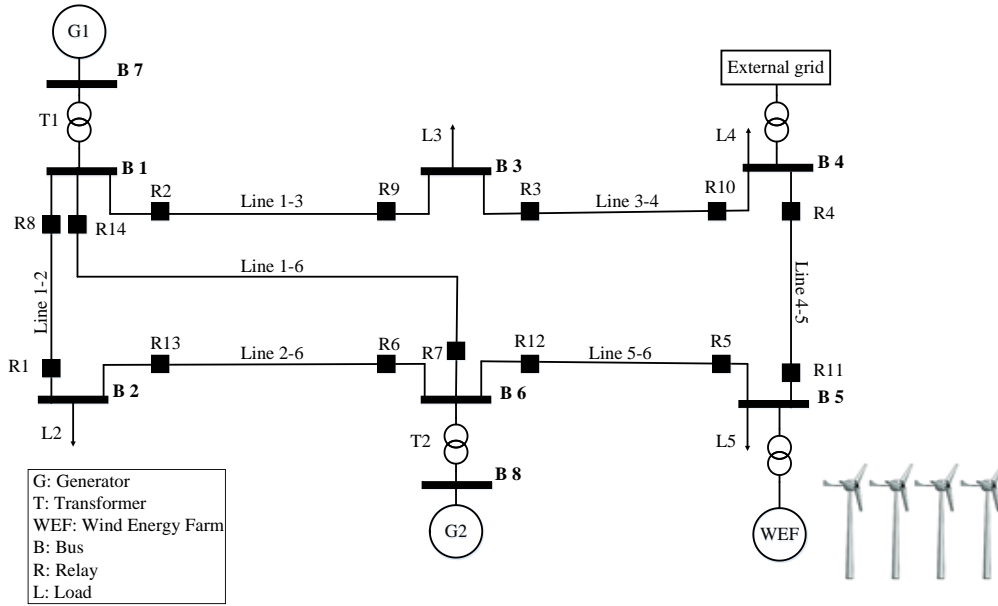 G1
B 7
External grid
T1
L3
L4
B 1
B 3
B 4
R2
R9
R3
R10
Line 1-3
Line 3-4
R8
R14
R4
Line 1-6
Line 1-2
Line 4-5
R13
R6
R7
R12
R5
Line 2-6
Line 5-6
R1
R11
B 2
B 6
B 5
L2
T2
L5
B 8
G2
WEF
G: Generator
T: Transformer
WEF: Wind Energy Farm
B: Bus
R: Relay
L: Load